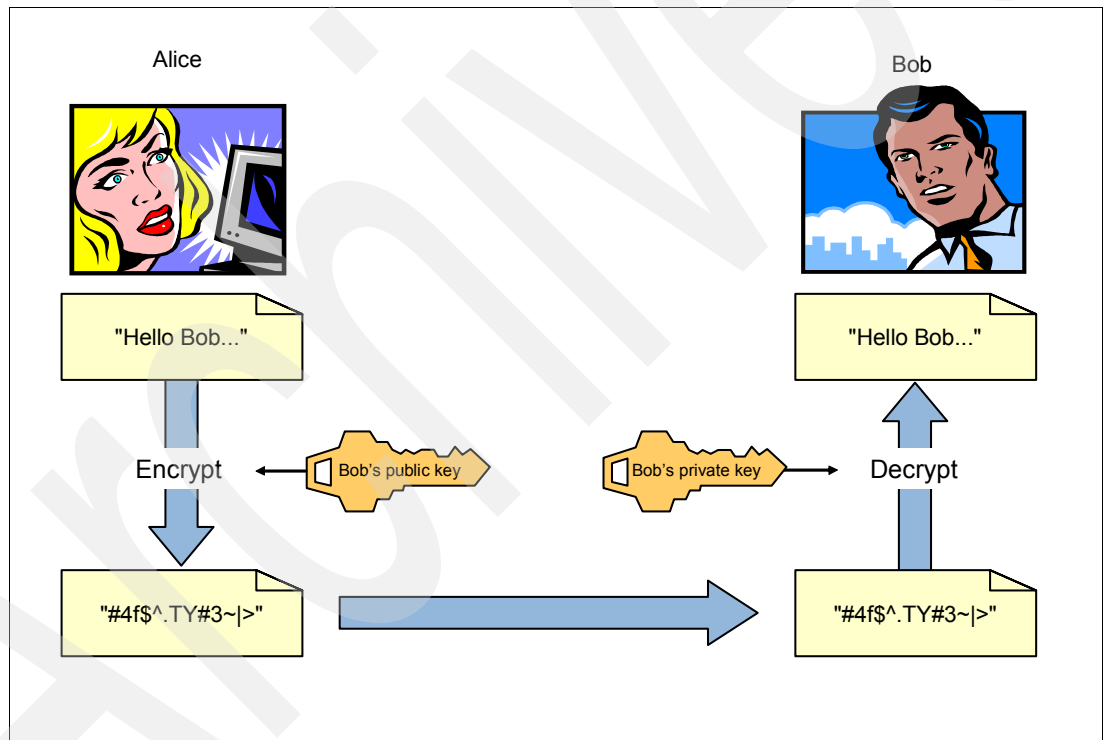 Alice
Bob
"Hello Bob..."
"Hello Bob..."
Encrypt
Bob's public key
Bob's private key
Decrypt
"#4f$^.TY#3~|>"
"#4f$^.TY#3~|>"